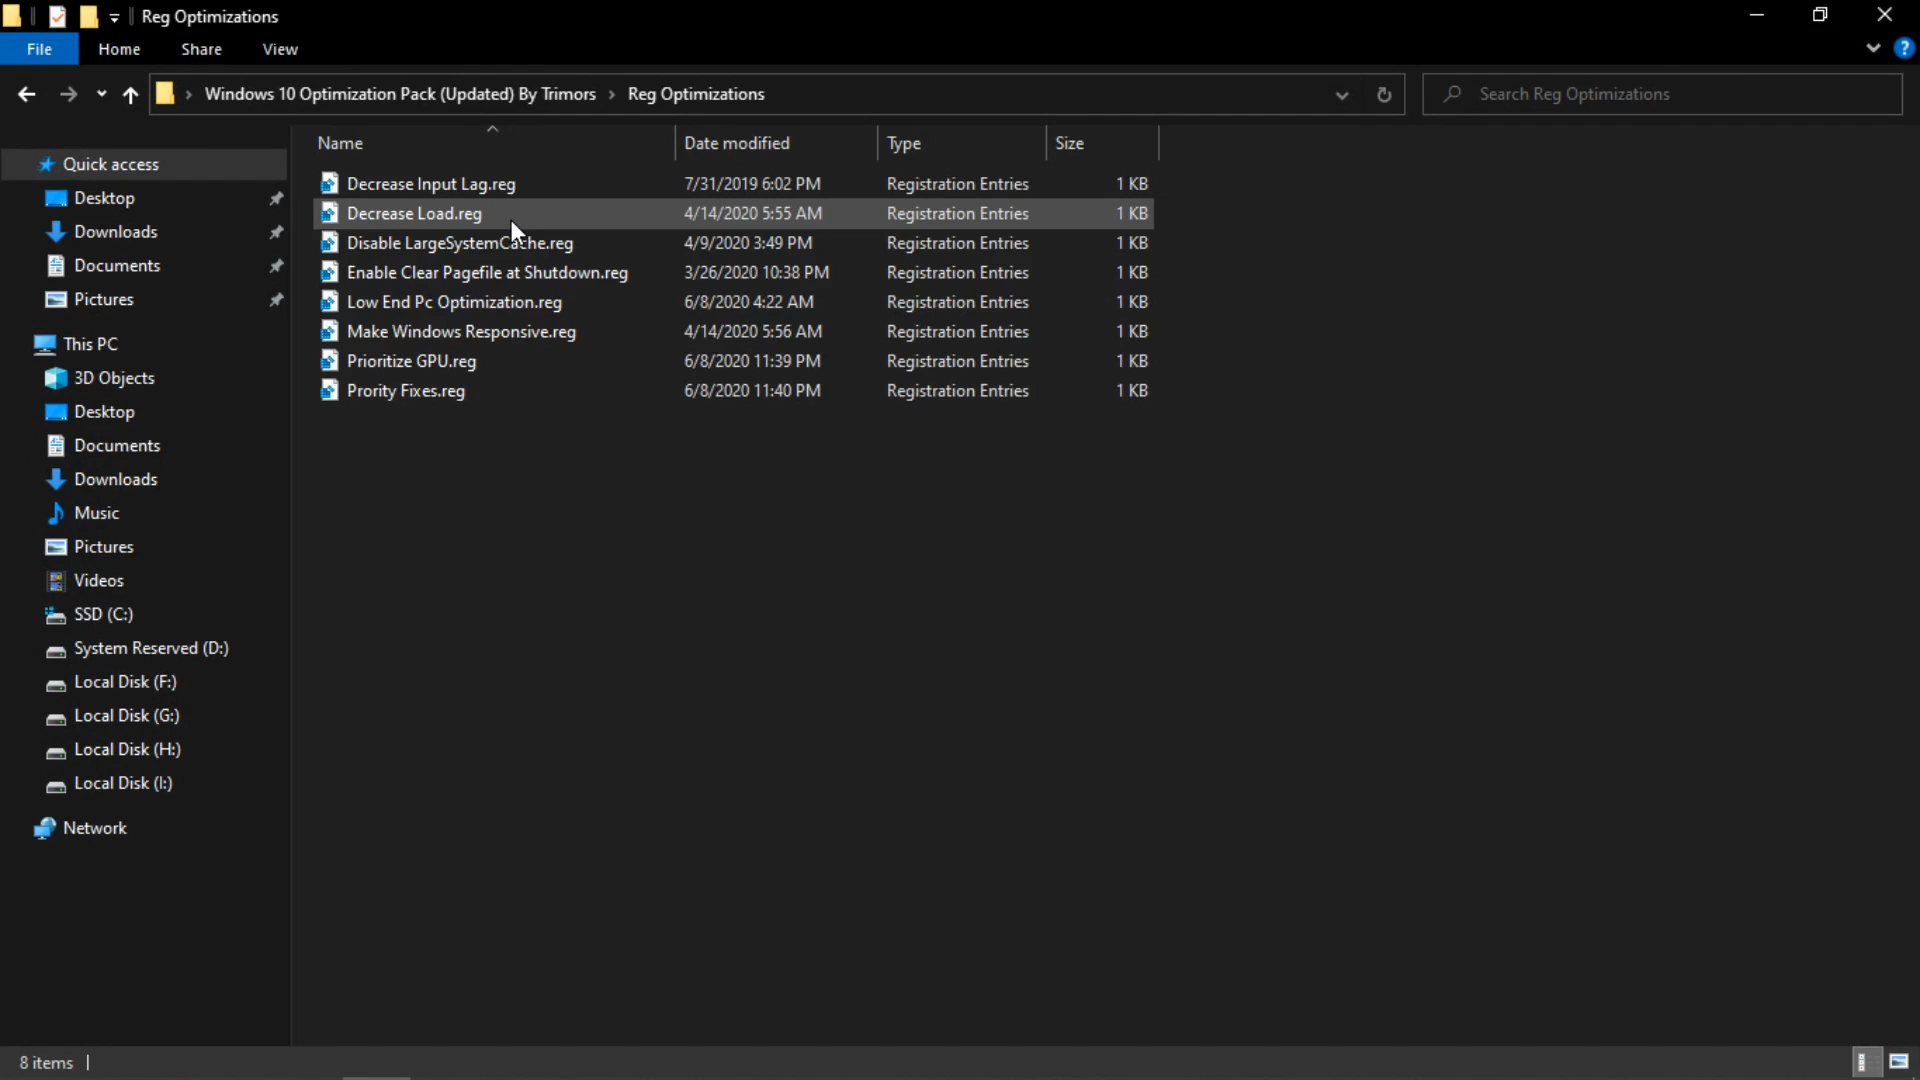 Reg Optimizations
File Home Share View
Windows 10 Optimization Pack (Updated) By Trimors > Reg Optimizations
Search Reg Optimizations
Name Date modified Type Size
Decrease Input Lag.reg 7/31/2019 6:02 PM Registration Entries 1 KB
Decrease Load.reg 4/14/2020 5:55 AM Registration Entries 1 KB
Disable LargeSystemCache.reg 4/9/2020 3:49 PM Registration Entries 1 KB
Enable Clear Pagefile at Shutdown.reg 3/26/2020 10:38 PM Registration Entries 1 KB
Low End Pc Optimization.reg 6/8/2020 4:22 AM Registration Entries 1 KB
Make Windows Responsive.reg 4/14/2020 5:56 AM Registration Entries 1 KB
Prioritize GPU.reg 6/8/2020 11:39 PM Registration Entries 1 KB
Prority Fixes.reg 6/8/2020 11:40 PM Registration Entries 1 KB
Quick access
Desktop
Downloads
Documents
Pictures
This PC
3D Objects
Desktop
Documents
Downloads
Music
Pictures
Videos
SSD (C:)
System Reserved (D:)
Local Disk (F:)
Local Disk (G:)
Local Disk (H:)
Local Disk (I:)
Network
8 items